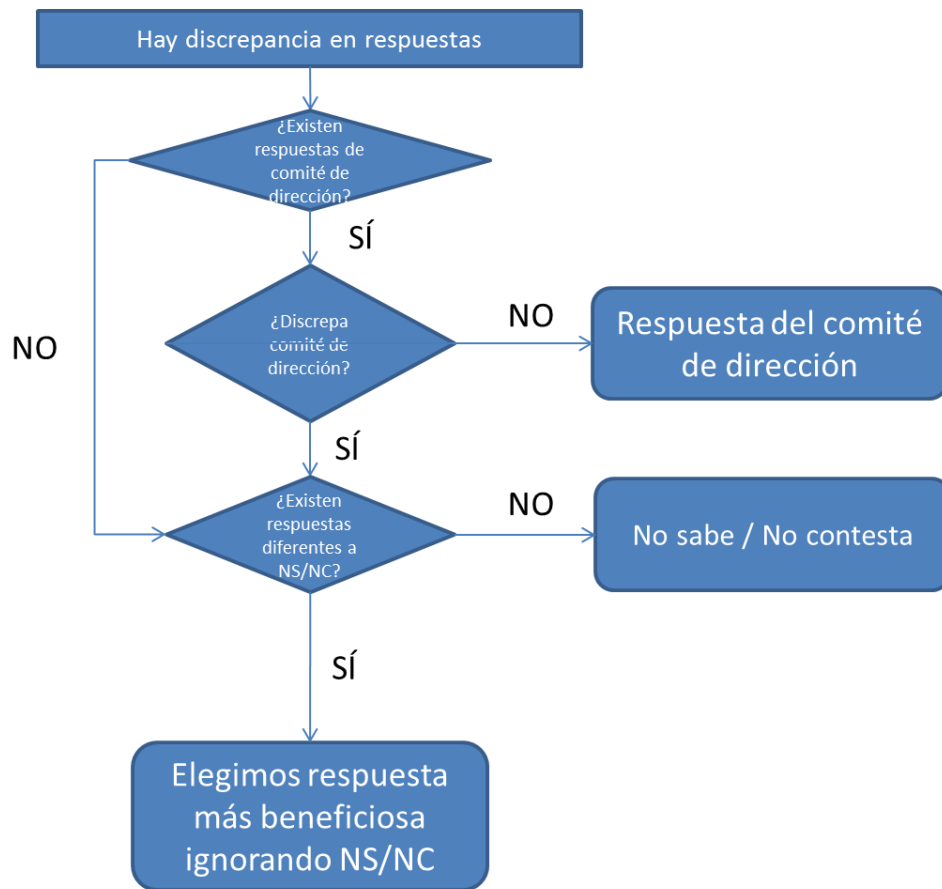 Hay discrepancia en respuestas
¿Existen
respuestas de
comité de
dirección?
SÍ
¿Discrepa
comité de
dirección?
NO
Respuesta del comité
de dirección
NO
SÍ
¿Existen
respuestas
diferentes a
NS/NC?
NO
No sabe / No contesta
SÍ
Elegimos respuesta
más beneficiosa
ignorando NS/NC